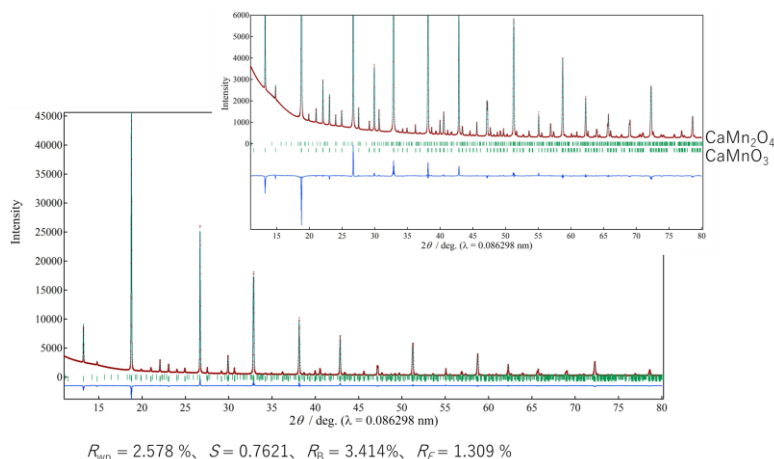 6000
5000
4000
3000
2000
1000
0
CaMn₂O₄
CaMnO₃
Intensity
15 20 25 30 35 40 45 50 55 60 65 70 75 80
2θ / deg. (λ = 0.086298 nm)
45000
40000
35000
30000
25000
20000
15000
10000
5000
0
Intensity
15 20 25 30 35 40 45 50 55 60 65 70 75 80
2θ / deg. (λ = 0.086298 nm)
R_wp = 2.578 %、 S = 0.7621、 R_B = 3.414%、 R_F = 1.309 %